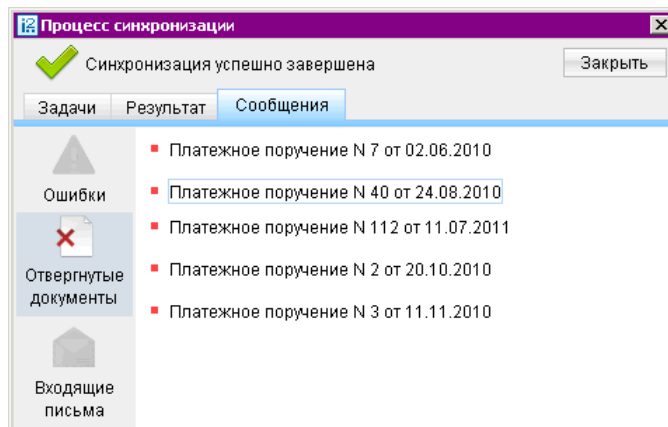 Процесс синхронизации
Синхронизация успешно завершена
Закрыть
Задачи Результат Сообщения
Ошибки
Отвергнутые
документы
Входящие
письма
Платежное поручение N 7 от 02.06.2010
Платежное поручение N 40 от 24.08.2010
Платежное поручение N 112 от 11.07.2011
Платежное поручение N 2 от 20.10.2010
Платежное поручение N 3 от 11.11.2010